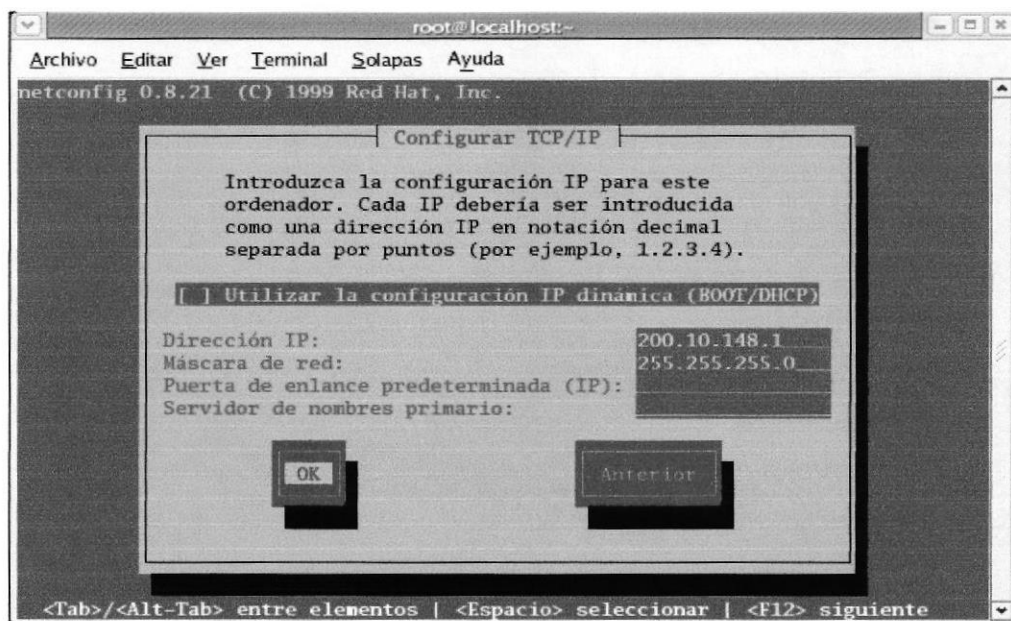 root@localhost:~
Archivo Editar Ver Terminal Solapas Ayuda
netconfig 0.8.21 (C) 1999 Red Hat, Inc.
Configurar TCP/IP
Introduzca la configuración IP para este
ordenador. Cada IP debería ser introducida
como una dirección IP en notación decimal
separada por puntos (por ejemplo, 1.2.3.4).
[ ] Utilizar la configuración IP dinámica (BOOT/DHCP)
Dirección IP: 200.10.148.1
Máscara de red: 255.255.255.0
Puerta de enlance predeterminada (IP):
Servidor de nombres primario:
OK Anterior
<Tab>/<Alt-Tab> entre elementos | <Espacio> seleccionar | <F12> siguiente